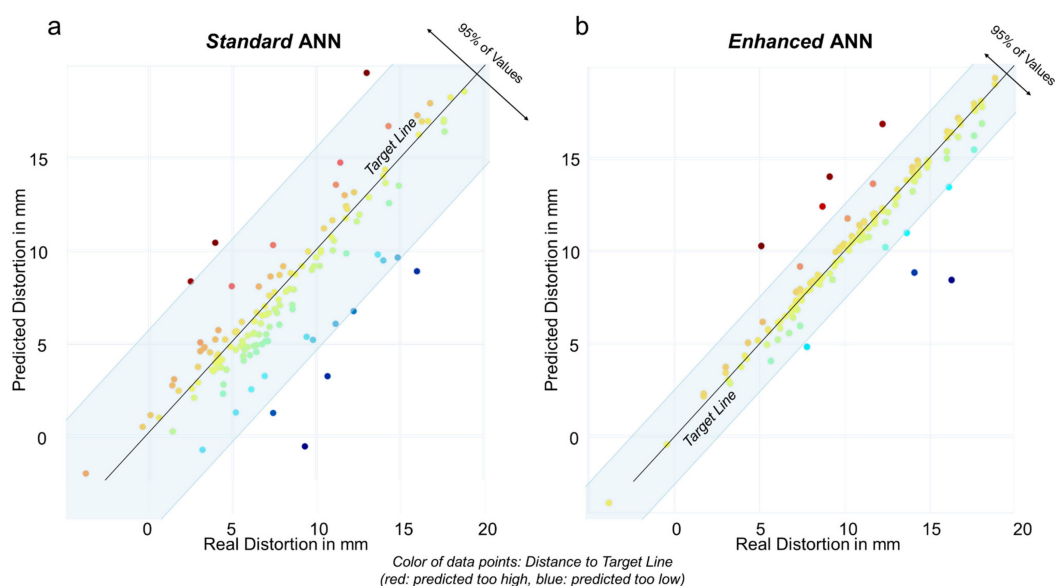 a
Standard ANN
95% of Values
Target Line
Predicted Distortion in mm
15
10
5
0
0 5 10 15 20
Real Distortion in mm
b
Enhanced ANN
95% of Values
Target Line
Predicted Distortion in mm
15
10
5
0
0 5 10 15 20
Real Distortion in mm
Color of data points: Distance to Target Line
(red: predicted too high, blue: predicted too low)